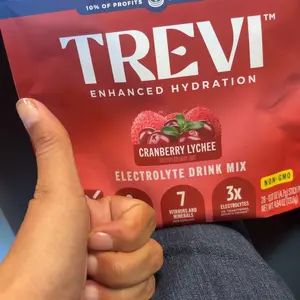 10% OF PROFITS
TREVI™
ENHANCED HYDRATION
CRANBERRY LYCHEE
ELECTROLYTE DRINK MIX
NON-GMO
7
VITAMINS AND
MINERALS
3x
ELECTROLYTES